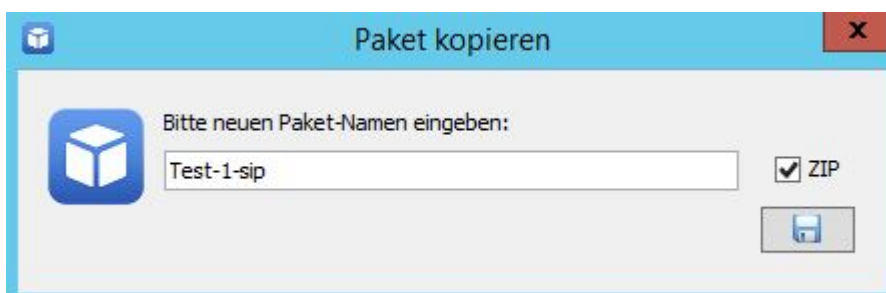 Paket kopieren
x
Bitte neuen Paket-Namen eingeben:
Test-1-sip
ZIP